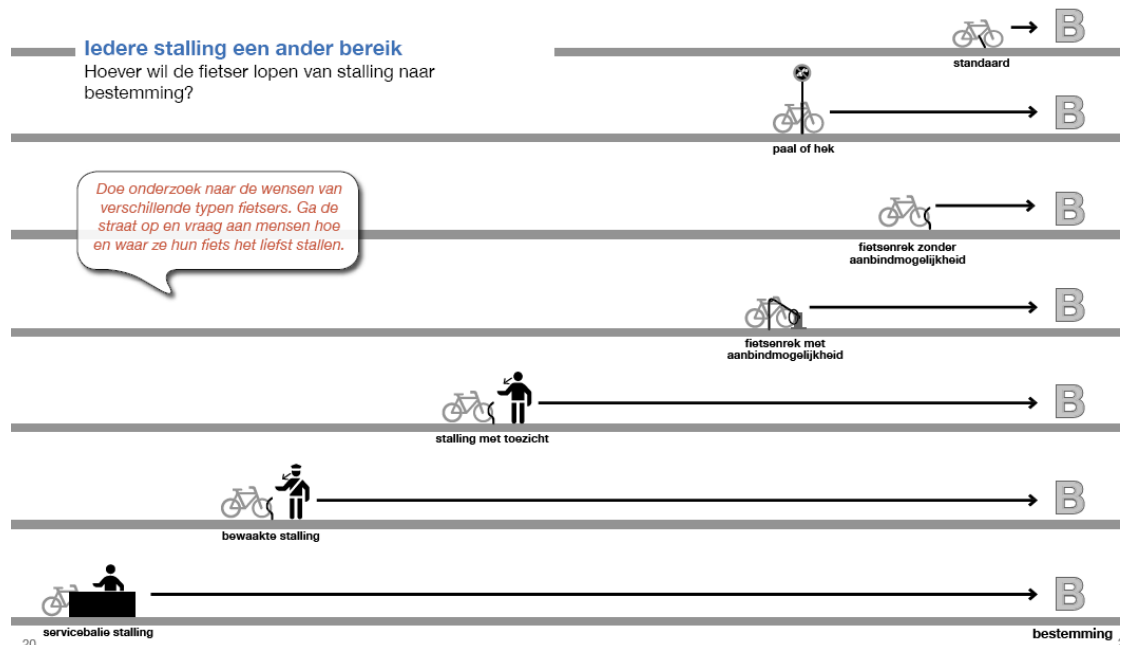 Iedere stalling een ander bereik
Hoever wil de fietser lopen van stalling naar
bestemming?
B
standaard
B
paal of hek
Doe onderzoek naar de wensen van
verschillende typen fietsers. Ga de
straat op en vraag aan mensen hoe
en waar ze hun fiets het liefst stallen.
B
fietsenrek zonder
aanbindmogelijkheid
B
fietsenrek met
aanbindmogelijkheid
B
stalling met toezicht
B
bewaakte stalling
B
servicebalie stalling
bestemming